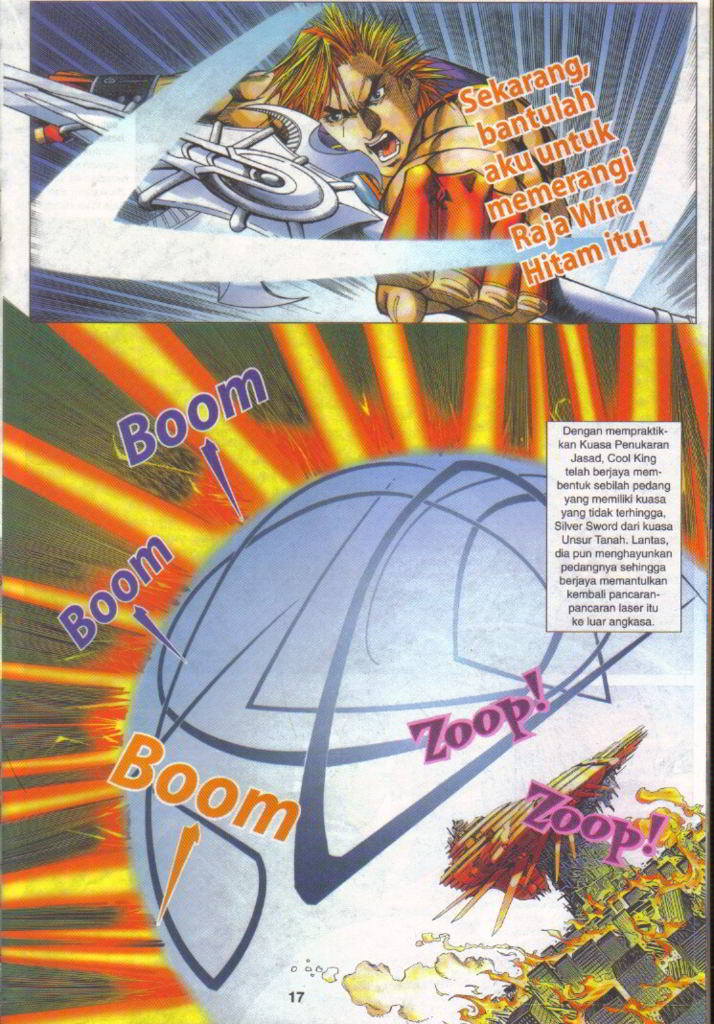 Sekarang,
bantulah
aku untuk
memerangi
Raja Wira
Hitam itu!
Boom
Dengan mempraktik-
kan Kuasa Penukaran
Jasad, Cool King
telah berjaya mem-
bentuk sebilah pedang
yang memiliki kuasa
yang tidak terhingga,
Silver Sword dari kuasa
Unsur Tanah. Lantas,
dia pun menghayunkan
pedangnya sehingga
berjaya memantulkan
kembali pancaran-
pancaran laser itu
ke luar angkasa.
Boom
Zoop!
Boom
Zoop!
17